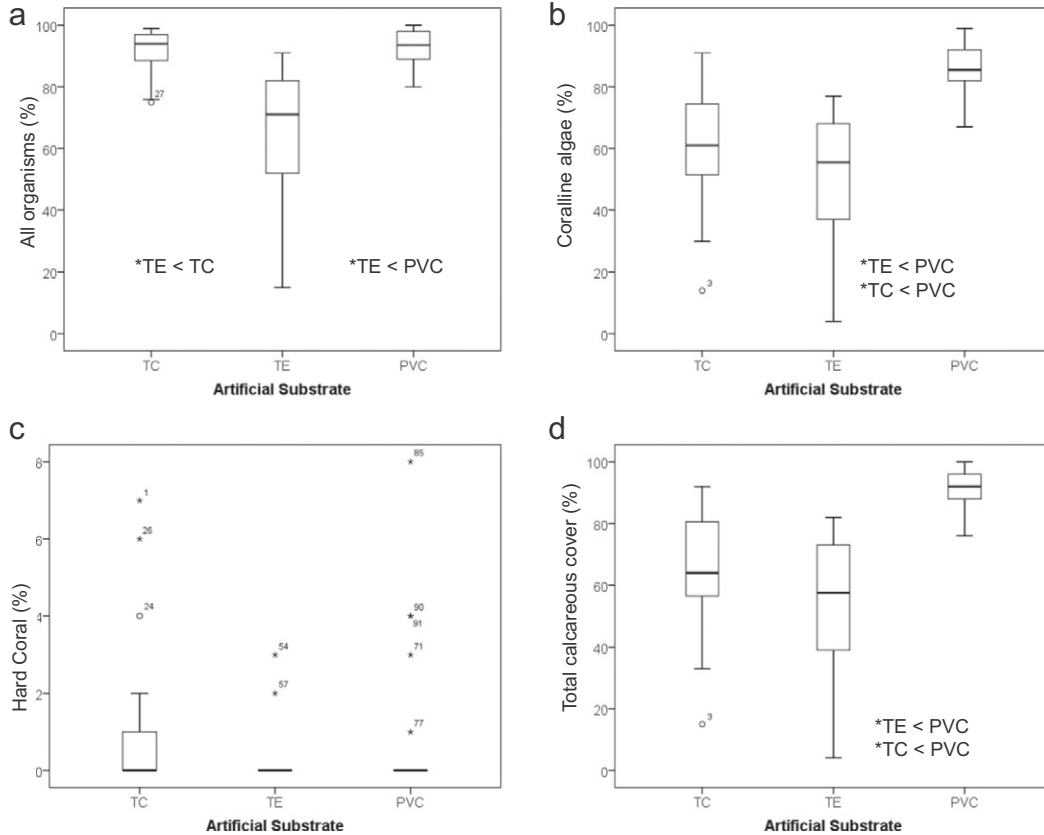 a
All organisms (%)
100
80
60
40
20
0
27
*TE < TC
*TE < PVC
TC
TE
PVC
Artificial Substrate
b
Coralline algae (%)
100
80
60
40
20
0
3
*TE < PVC
*TC < PVC
TC
TE
PVC
Artificial Substrate
c
Hard Coral (%)
8
6
4
2
0
1
26
24
54
57
85
90
91
71
77
TC
TE
PVC
Artificial Substrate
d
Total calcareous cover (%)
100
80
60
40
20
0
3
*TE < PVC
*TC < PVC
TC
TE
PVC
Artificial Substrate